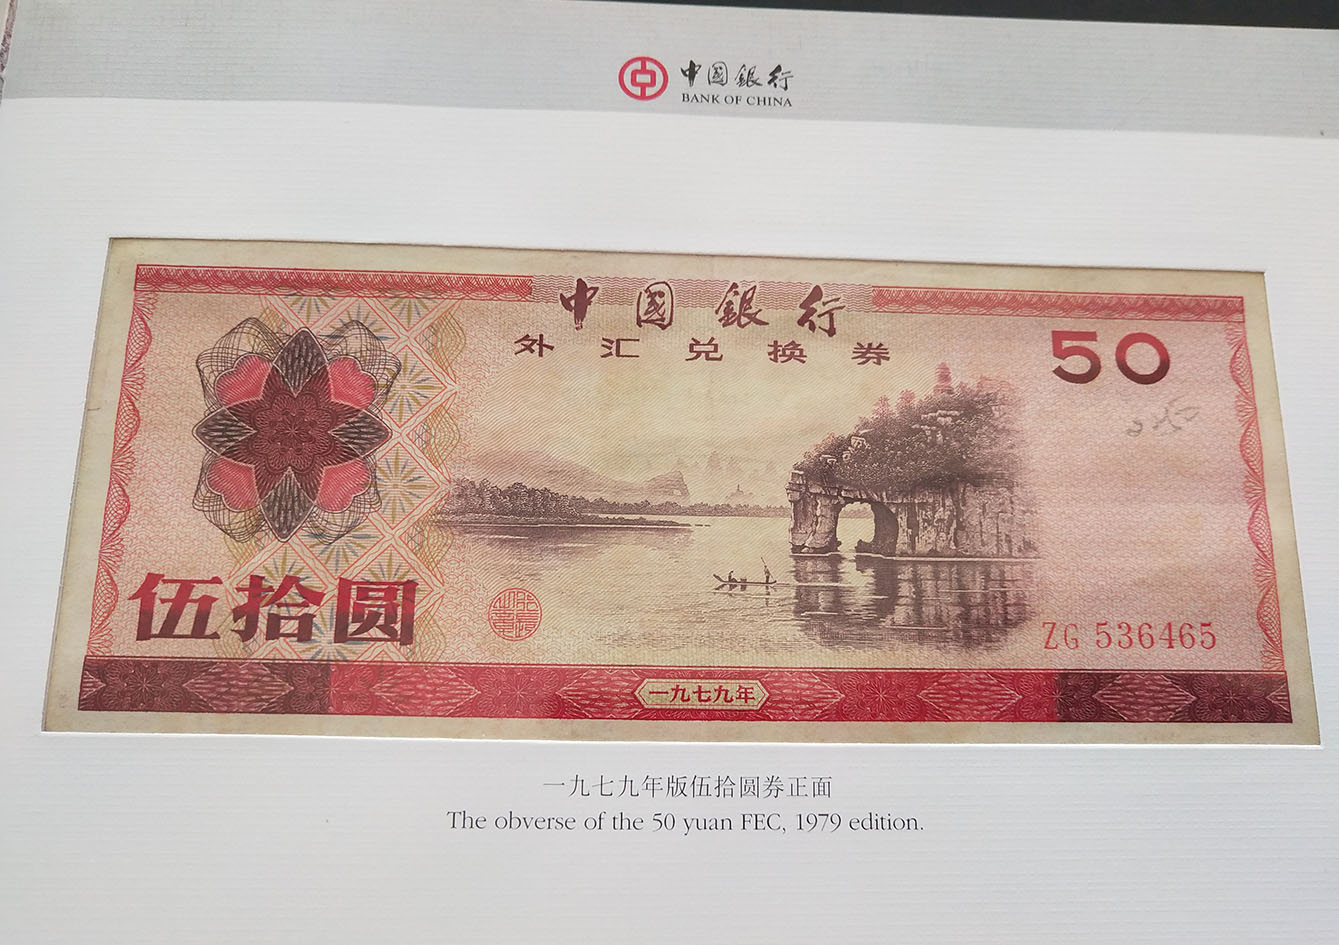 中国銀行
BANK OF CHINA
中國銀行
外汇兑换券
50
伍拾圆
ZG 536465
一九七九年
一九七九年版伍拾圆券正面
The obverse of the 50 yuan FEC, 1979 edition.